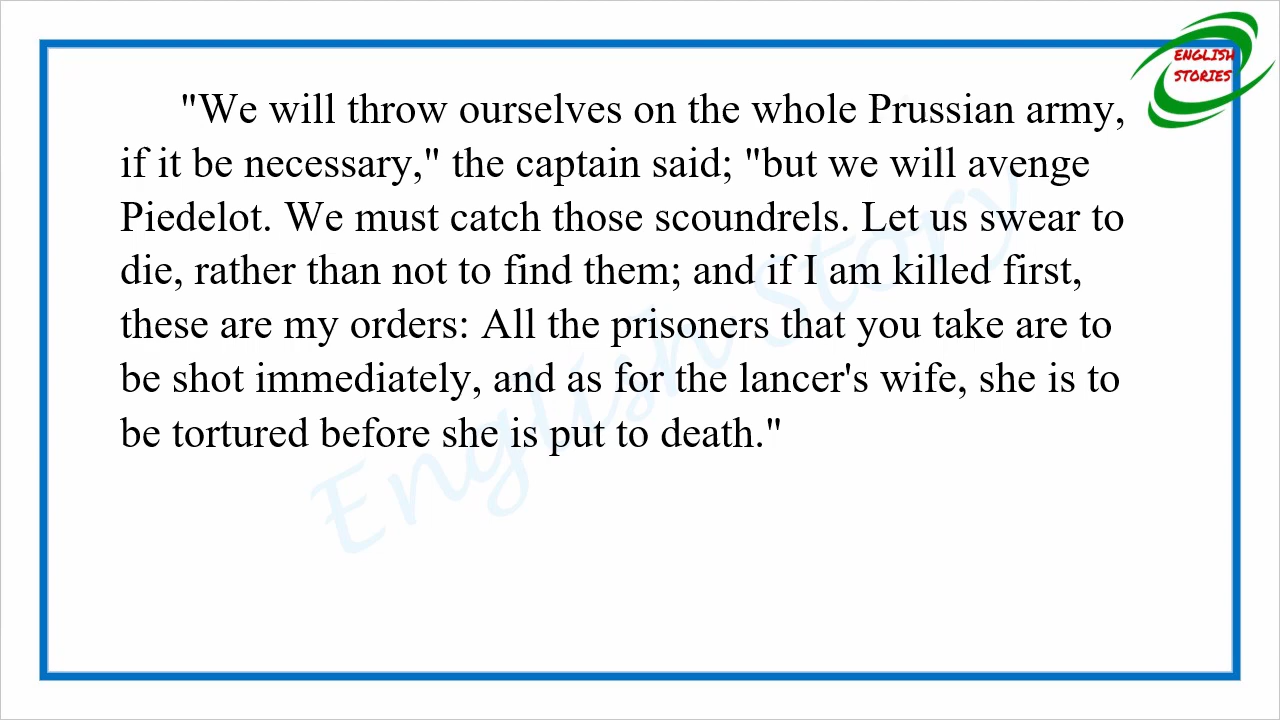 ENGLISH
STORIES
"We will throw ourselves on the whole Prussian army,
if it be necessary," the captain said; "but we will avenge
Piedelot. We must catch those scoundrels. Let us swear to
die, rather than not to find them; and if I am killed first,
these are my orders: All the prisoners that you take are to
be shot immediately, and as for the lancer's wife, she is to
be tortured before she is put to death."
English Story